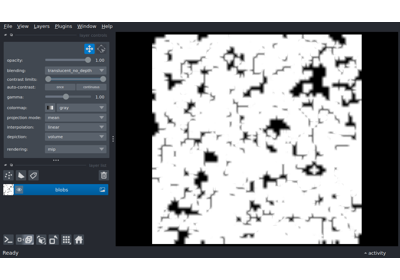 File View Layers Plugins Window Help
layer controls
opacity: 1.00
blending: translucent_no_depth
contrast limits:
auto-contrast: once continuous
gamma: 1.00
colormap: gray
projection mode: mean
interpolation: linear
depiction: volume
rendering: mip
layer list
blobs
Ready
activity